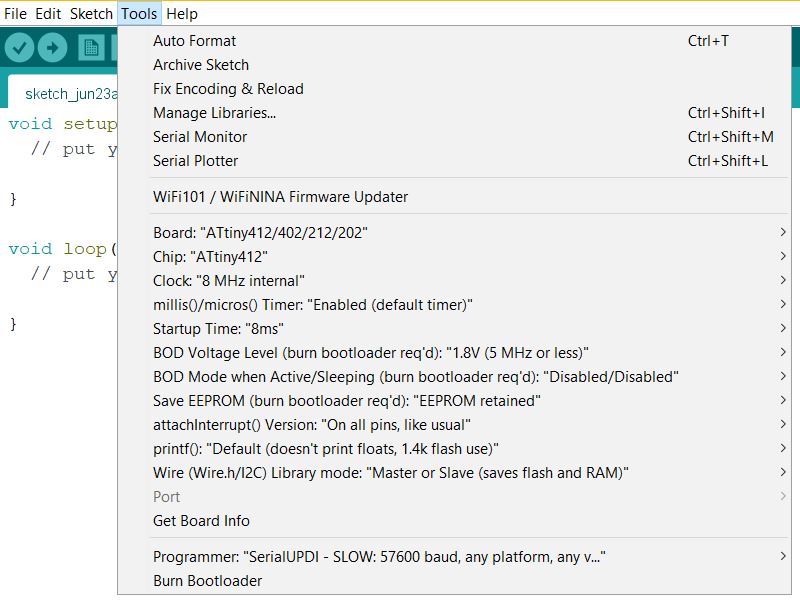 File Edit Sketch Tools Help
Auto Format Ctrl+T
Archive Sketch
Fix Encoding & Reload
Manage Libraries... Ctrl+Shift+I
Serial Monitor Ctrl+Shift+M
Serial Plotter Ctrl+Shift+L
WiFi101 / WiFiNINA Firmware Updater
Board: "ATtiny412/402/212/202"
Chip: "ATtiny412"
Clock: "8 MHz internal"
millis()/micros() Timer: "Enabled (default timer)"
Startup Time: "8ms"
BOD Voltage Level (burn bootloader req'd): "1.8V (5 MHz or less)"
BOD Mode when Active/Sleeping (burn bootloader req'd): "Disabled/Disabled"
Save EEPROM (burn bootloader req'd): "EEPROM retained"
attachInterrupt() Version: "On all pins, like usual"
printf(): "Default (doesn't print floats, 1.4k flash use)"
Wire (Wire.h/I2C) Library mode: "Master or Slave (saves flash and RAM)"
Port
Get Board Info
Programmer: "SerialUPDI - SLOW: 57600 baud, any platform, any v..."
Burn Bootloader
sketch_jun23a
void setup
// put y
}
void loop(
// put y
}